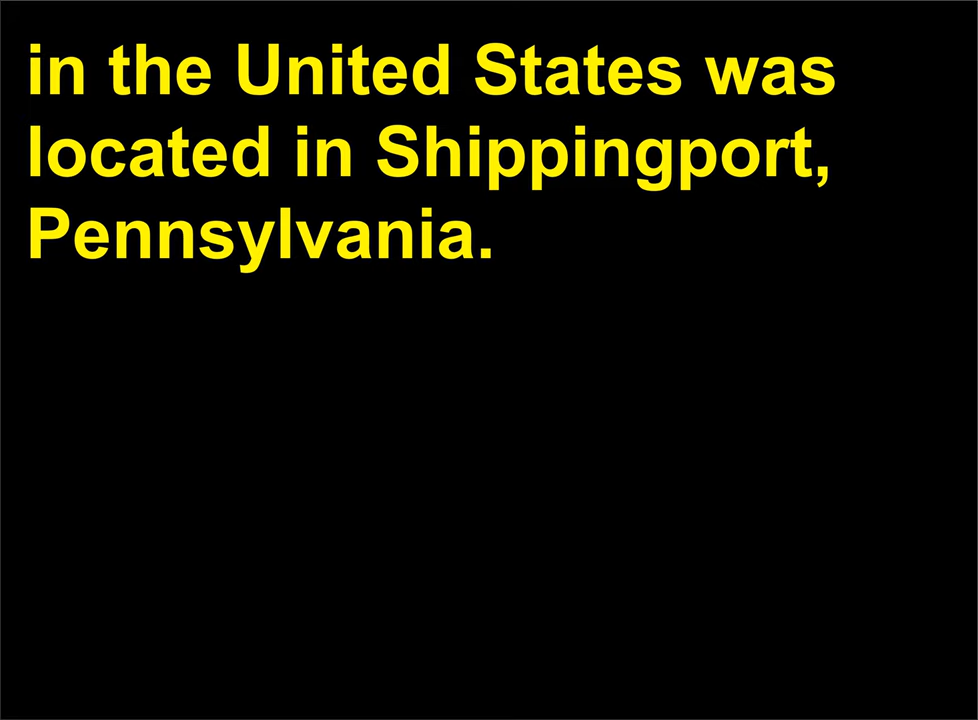 in the United States was
located in Shippingport,
Pennsylvania.